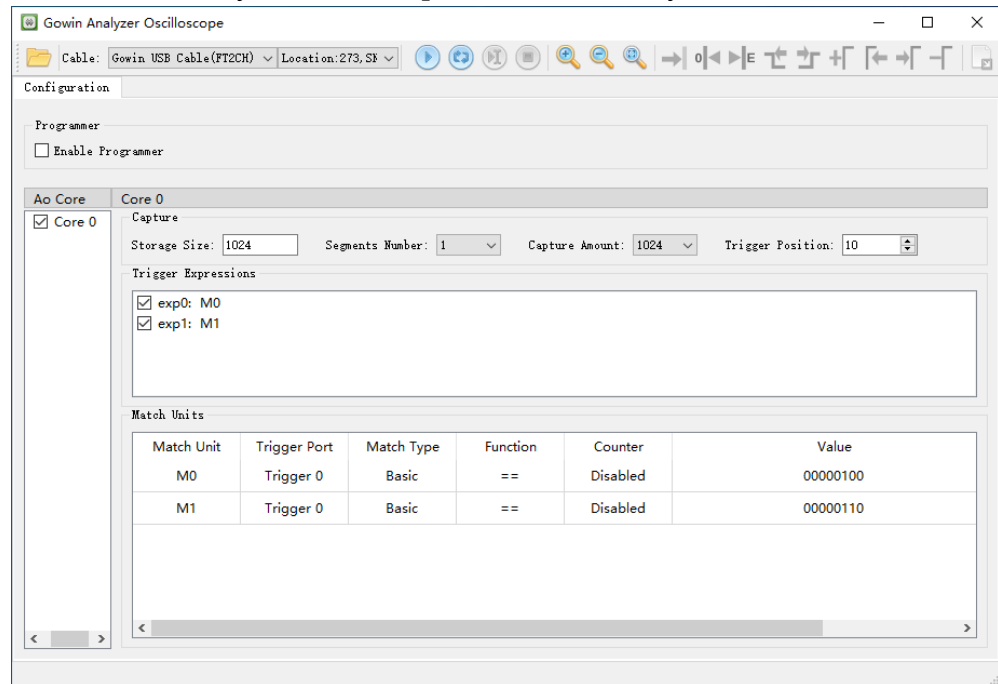 Gowin Analyzer Oscilloscope
Cable: Gowin USB Cable(FT2CH) Location:273, SN
Configuration
Programmer
Enable Programmer
Ao Core Core 0
Core 0
Capture
Storage Size: 1024 Segments Number: 1 Capture Amount: 1024 Trigger Position: 10
Trigger Expressions
exp0: M0
exp1: M1
Match Units
Match Unit Trigger Port Match Type Function Counter Value
M0 Trigger 0 Basic == Disabled 00000100
M1 Trigger 0 Basic == Disabled 00000110